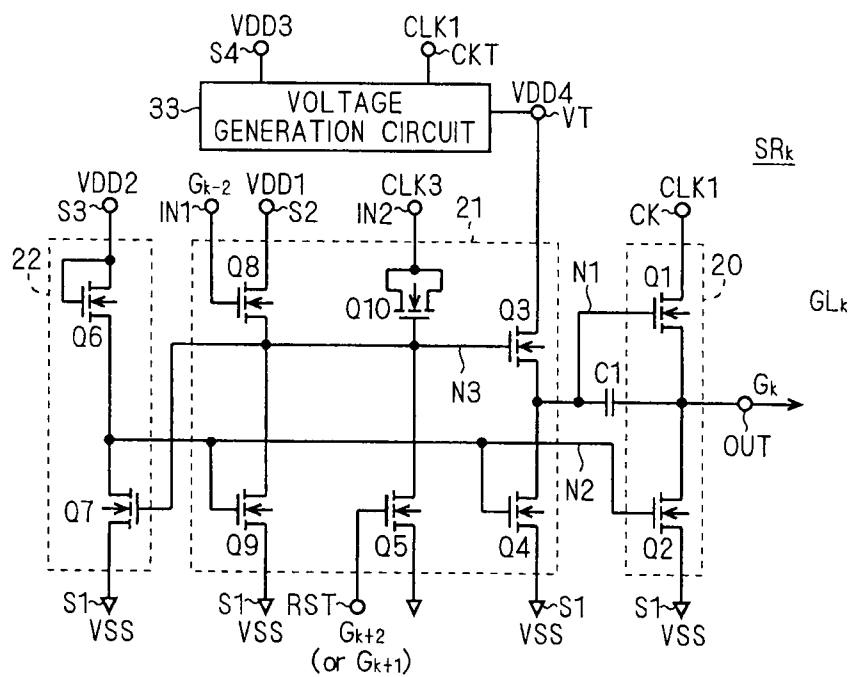 VDD3
S4
CLK1
CKT
33
VOLTAGE
GENERATION CIRCUIT
VDD4
VT
SRk
VDD2
S3
Gk-2
IN1
VDD1
S2
CLK3
IN2
21
CLK1
CK
22
Q6
Q8
Q10
Q3
N1
Q1
20
GLk
N3
C1
Gk
OUT
N2
Q7
Q9
Q5
Q4
Q2
S1
VSS
S1
VSS
RST
Gk+2
(or Gk+1)
S1
VSS
S1
VSS